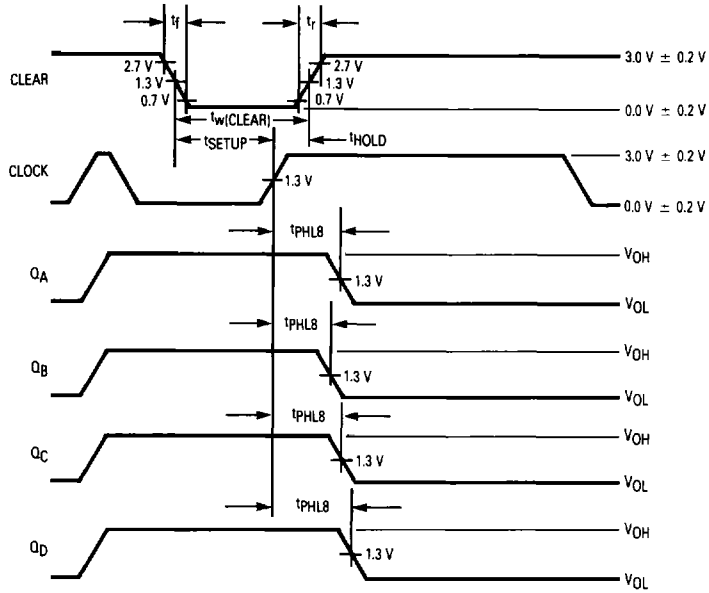 tf tr
3.0 V ± 0.2 V
2.7 V 2.7 V
CLEAR 1.3 V 1.3 V
0.7 V 0.7 V
0.0 V ± 0.2 V
tw(CLEAR)
tSETUP tHOLD
3.0 V ± 0.2 V
CLOCK 1.3 V
0.0 V ± 0.2 V
tPHL8
VOH
QA 1.3 V
VOL
tPHL8
VOH
QB 1.3 V
VOL
tPHL8
VOH
QC 1.3 V
VOL
tPHL8
VOH
QD 1.3 V
VOL